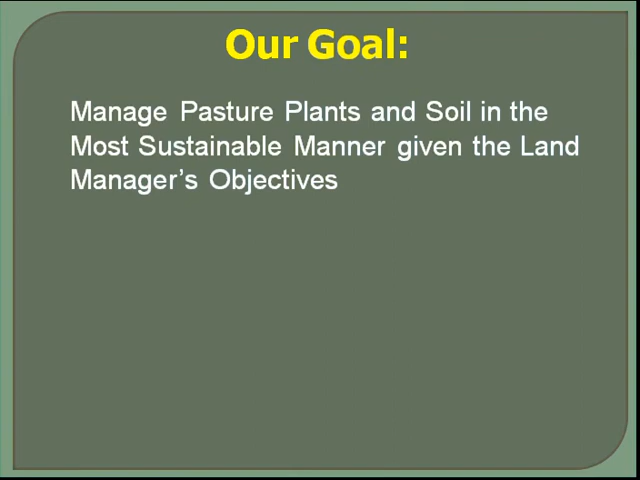 Our Goal:
Manage Pasture Plants and Soil in the
Most Sustainable Manner given the Land
Manager's Objectives